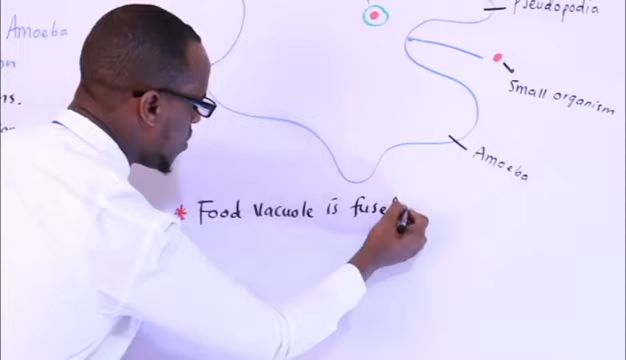 Pseudopodia
Amoeba
Small organism
Amoeba
* Food vacuole is fuse